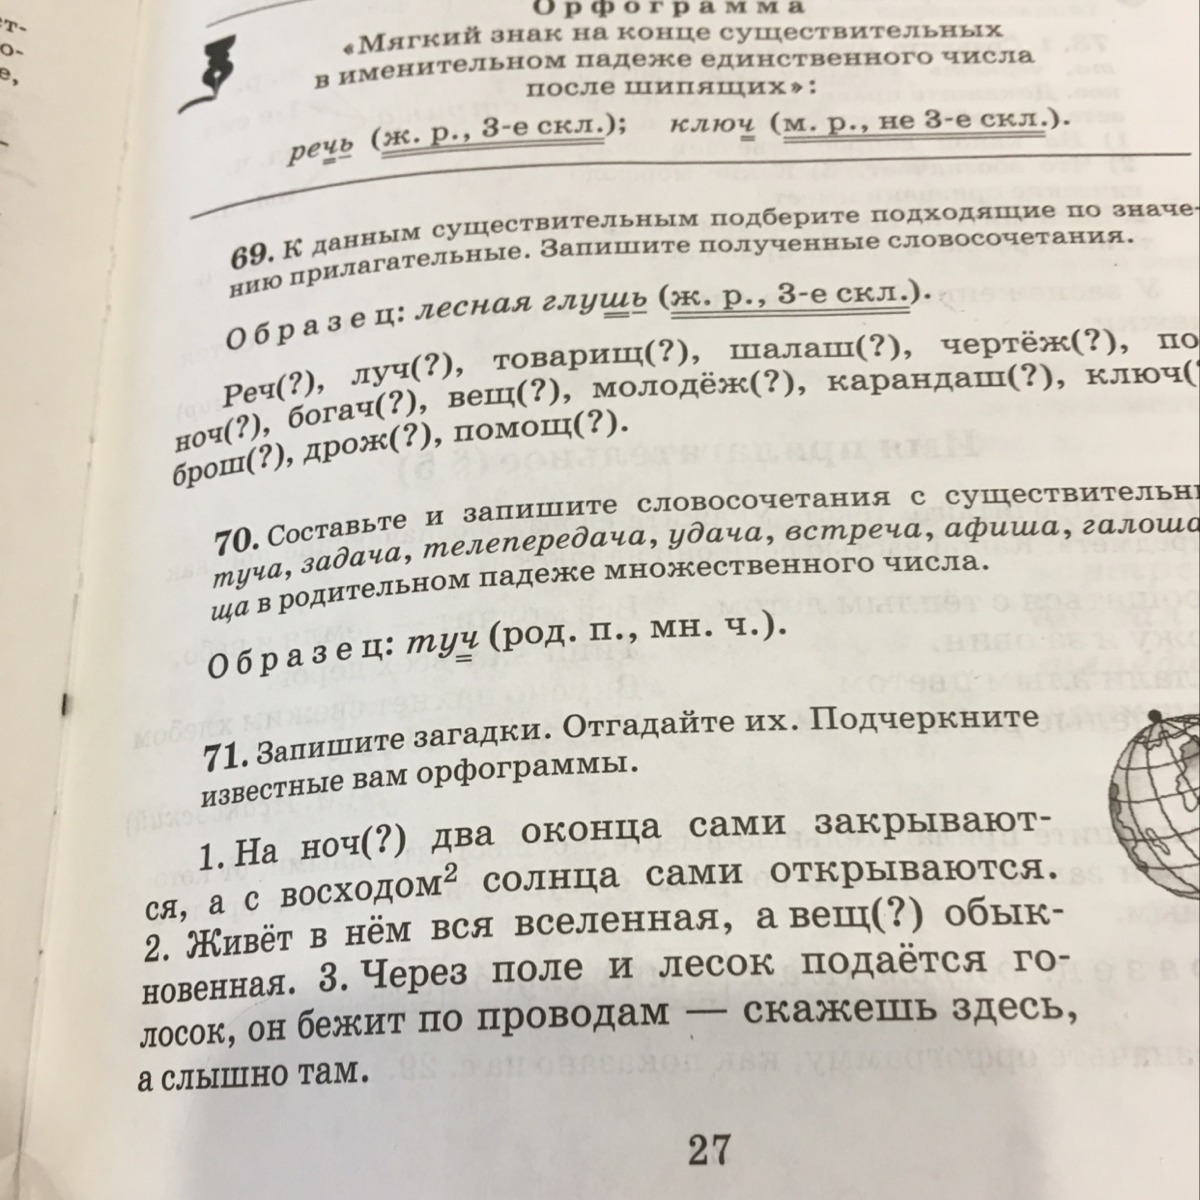 Орфограмма
«Мягкий знак на конце существительных
в именительном падеже единственного числа
после шипящих»:
речь (ж. р., 3-е скл.); ключ (м. р., не 3-е скл.).
69. К данным существительным подберите подходящие по значе-
нию прилагательные. Запишите полученные словосочетания.
Образец: лесная глушь (ж. р., 3-е скл.).
Реч(?), луч(?), товарищ(?), шалаш(?), чертёж(?), по
ноч(?), богач(?), вещ(?), молодёж(?), карандаш(?), ключ(
брош(?), дрож(?), помощ(?).
70. Составьте и запишите словосочетания с существительны
туча, задача, телепередача, удача, встреча, афиша, галоша
ща в родительном падеже множественного числа.
Образец: туч (род. п., мн. ч.).
71. Запишите загадки. Отгадайте их. Подчеркните
известные вам орфограммы.
1. На ноч(?) два оконца сами закрывают-
ся, а с восходом² солнца сами открываются.
2. Живёт в нём вся вселенная, а вещ(?) обык-
новенная. 3. Через поле и лесок подаётся го-
лосок, он бежит по проводам — скажешь здесь,
а слышно там.
27